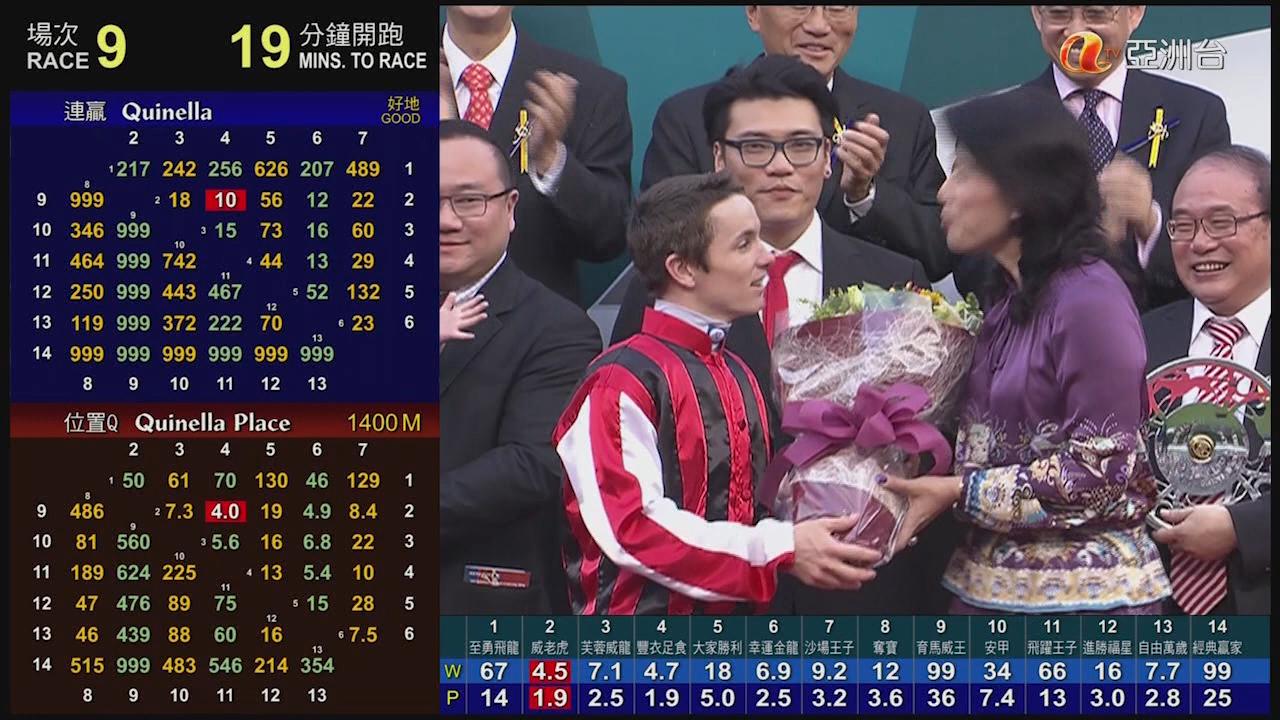 場次 RACE 9
19 分鐘開跑 MINS. TO RACE
連贏 Quinella 好地 GOOD
2 3 4 5 6 7
1 217 242 256 626 207 489 1
8
9 999 2 18 10 56 12 22 2
9
10 346 999 3 15 73 16 60 3
10
11 464 999 742 4 44 13 29 4
11
12 250 999 443 467 5 52 132 5
12
13 119 999 372 222 70 6 23 6
13
14 999 999 999 999 999 999
8 9 10 11 12 13
位置Q Quinella Place 1400M
2 3 4 5 6 7
1 50 61 70 130 46 129 1
8
9 486 2 7.3 4.0 19 4.9 8.4 2
9
10 81 560 3 5.6 16 6.8 22 3
10
11 189 624 225 4 13 5.4 10 4
11
12 47 476 89 75 5 15 28 5
12
13 46 439 88 60 16 6 7.5 6
13
14 515 999 483 546 214 354
8 9 10 11 12 13
aTV 亞洲台
1 2 3 4 5 6 7 8 9 10 11 12 13 14
至勇飛龍 威老虎 芙蓉威龍 豐衣足食 大家勝利 幸運金龍 沙場王子 奪寶 育馬威王 安甲 飛躍王子 進勝福星 自由萬歲 經典贏家
W 67 4.5 7.1 4.7 18 6.9 9.2 12 99 34 66 16 7.7 99
P 14 1.9 2.5 1.9 5.0 2.5 3.2 3.6 36 7.4 13 3.0 2.8 25